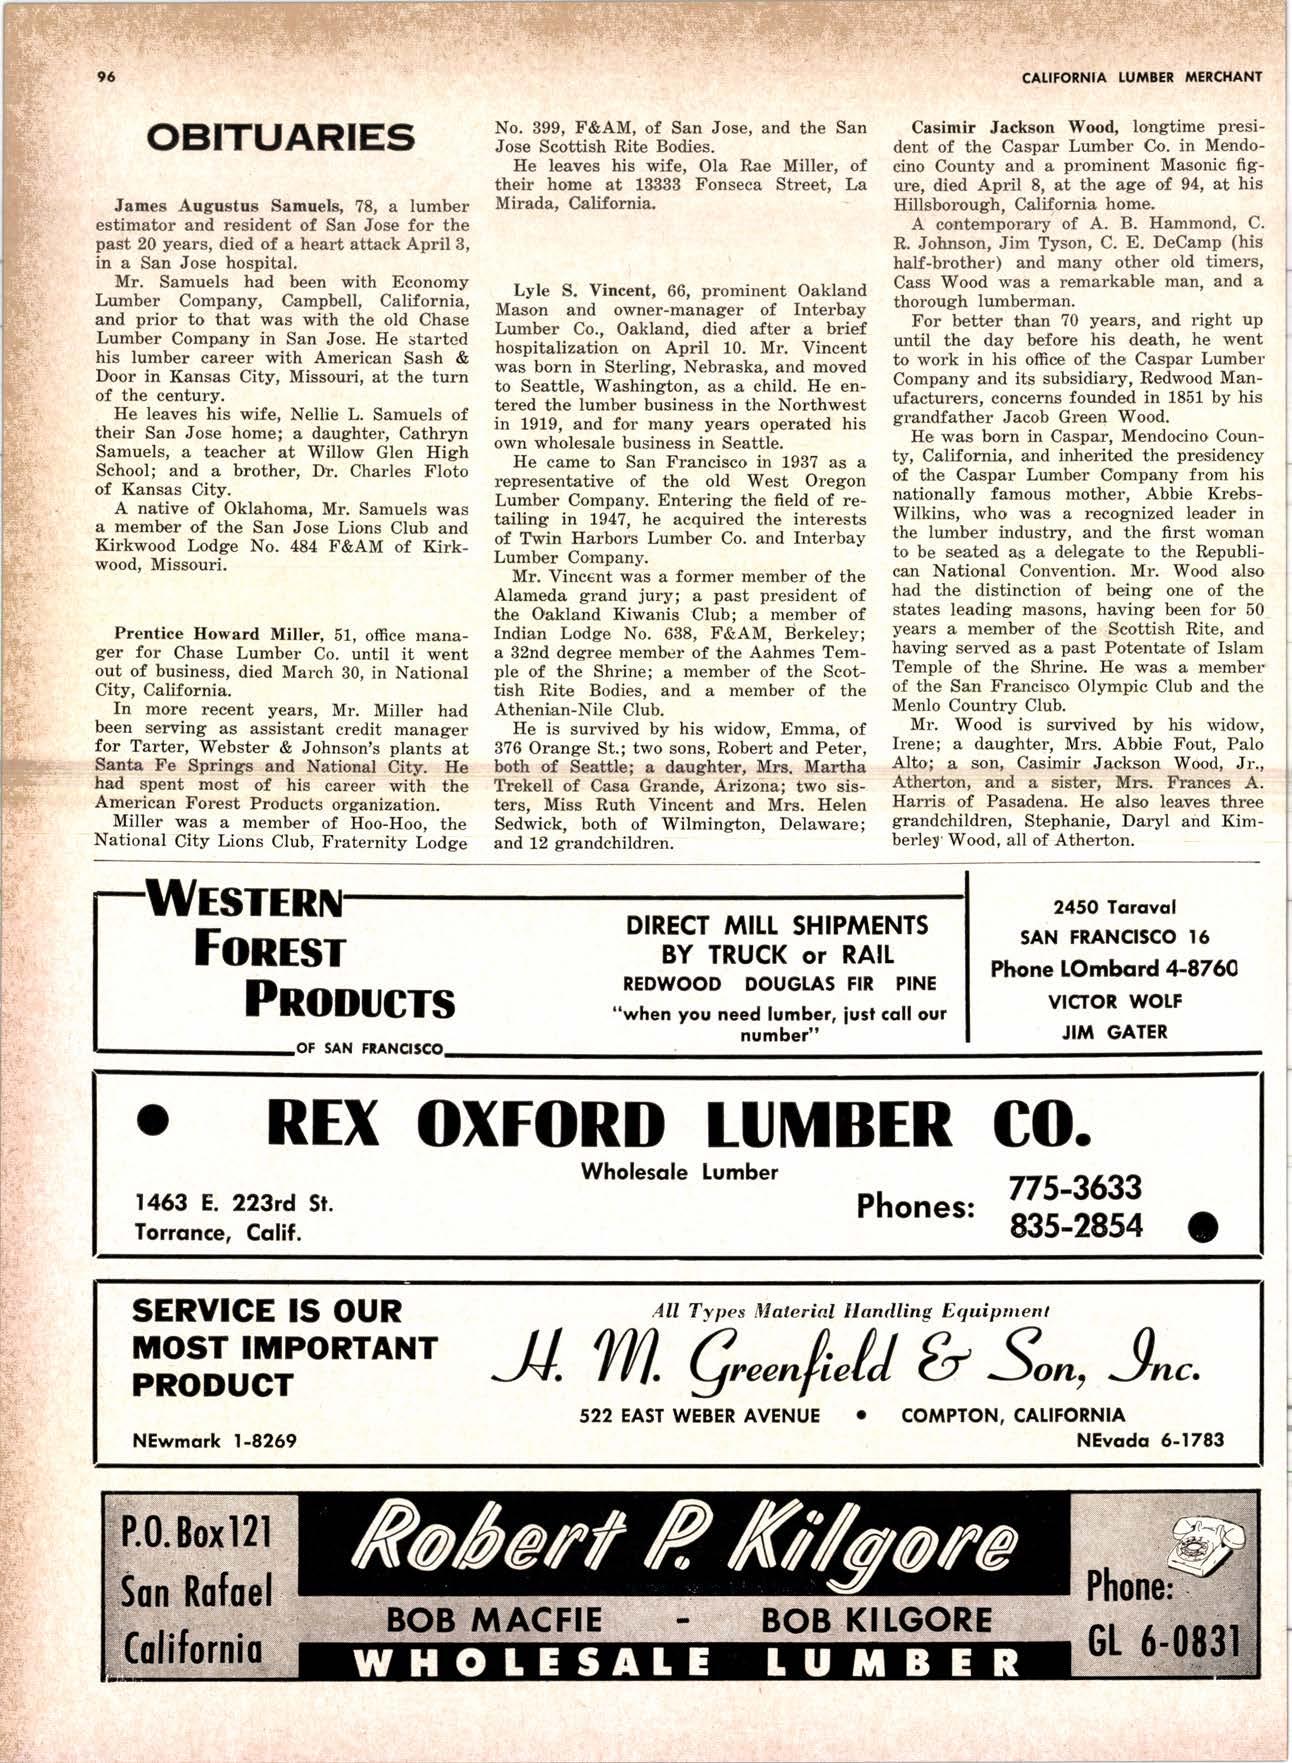 96
CALIFORNIA LUMBER MERCHANT
OBITUARIES
James Augustus Samuels, 78, a lumber
estimator and resident of San Jose for the
past 20 years, died of a heart attack April 3,
in a San Jose hospital.
Mr. Samuels had been with Economy
Lumber Company, Campbell, California,
and prior to that was with the old Chase
Lumber Company in San Jose. He started
his lumber career with American Sash &
Door in Kansas City, Missouri, at the turn
of the century.
He leaves his wife, Nellie L. Samuels of
their San Jose home; a daughter, Cathryn
Samuels, a teacher at Willow Glen High
School; and a brother, Dr. Charles Floto
of Kansas City.
A native of Oklahoma, Mr. Samuels was
a member of the San Jose Lions Club and
Kirkwood Lodge No. 484 F&AM of Kirk-
wood, Missouri.
Prentice Howard Miller, 51, office mana-
ger for Chase Lumber Co. until it went
out of business, died March 30, in National
City, California.
In more recent years, Mr. Miller had
been serving as assistant credit manager
for Tarter, Webster & Johnson's plants at
Santa Fe Springs and National City. He
had spent most of his career with the
American Forest Products organization.
Miller was a member of Hoo-Hoo, the
National City Lions Club, Fraternity Lodge
No. 399, F&AM, of San Jose, and the San
Jose Scottish Rite Bodies.
He leaves his wife, Ola Rae Miller, of
their home at 13333 Fonseca Street, La
Mirada, California.
Lyle S. Vincent, 66, prominent Oakland
Mason and owner-manager of Interbay
Lumber Co., Oakland, died after a brief
hospitalization on April 10. Mr. Vincent
was born in Sterling, Nebraska, and moved
to Seattle, Washington, as a child. He en-
tered the lumber business in the Northwest
in 1919, and for many years operated his
own wholesale business in Seattle.
He came to San Francisco in 1937 as a
representative of the old West Oregon
Lumber Company. Entering the field of re-
tailing in 1947, he acquired the interests
of Twin Harbors Lumber Co. and Interbay
Lumber Company.
Mr. Vincent was a former member of the
Alameda grand jury; a past president of
the Oakland Kiwanis Club; a member of
Indian Lodge No. 638, F&AM, Berkeley;
a 32nd degree member of the Aahmes Tem-
ple of the Shrine; a member of the Scot-
tish Rite Bodies, and a member of the
Athenian-Nile Club.
He is survived by his widow, Emma, of
376 Orange St.; two sons, Robert and Peter,
both of Seattle; a daughter, Mrs. Martha
Trekell of Casa Grande, Arizona; two sis-
ters, Miss Ruth Vincent and Mrs. Helen
Sedwick, both of Wilmington, Delaware;
and 12 grandchildren.
Casimir Jackson Wood, longtime presi-
dent of the Caspar Lumber Co. in Mendo-
cino County and a prominent Masonic fig-
ure, died April 8, at the age of 94, at his
Hillsborough, California home.
A contemporary of A. B. Hammond, C.
R. Johnson, Jim Tyson, C. E. DeCamp (his
half-brother) and many other old timers,
Cass Wood was a remarkable man, and a
thorough lumberman.
For better than 70 years, and right up
until the day before his death, he went
to work in his office of the Caspar Lumber
Company and its subsidiary, Redwood Man-
ufacturers, concerns founded in 1851 by his
grandfather Jacob Green Wood.
He was born in Caspar, Mendocino Coun-
ty, California, and inherited the presidency
of the Caspar Lumber Company from his
nationally famous mother, Abbie Krebs-
Wilkins, who was a recognized leader in
the lumber industry, and the first woman
to be seated as a delegate to the Republi-
can National Convention. Mr. Wood also
had the distinction of being one of the
states leading masons, having been for 50
years a member of the Scottish Rite, and
having served as a past Potentate of Islam
Temple of the Shrine. He was a member
of the San Francisco Olympic Club and the
Menlo Country Club.
Mr. Wood is survived by his widow,
Irene; a daughter, Mrs. Abbie Fout, Palo
Alto; a son, Casimir Jackson Wood, Jr.,
Atherton, and a sister, Mrs. Frances A.
Harris of Pasadena. He also leaves three
grandchildren, Stephanie, Daryl and Kim-
berley Wood, all of Atherton.
WESTERN
FOREST
PRODUCTS
OF SAN FRANCISCO
DIRECT MILL SHIPMENTS
BY TRUCK or RAIL
REDWOOD DOUGLAS FIR PINE
"when you need lumber, just call our
number"
2450 Taraval
SAN FRANCISCO 16
Phone LOmbard 4-8760
VICTOR WOLF
JIM GATER
● REX OXFORD LUMBER CO.
Wholesale Lumber
1463 E. 223rd St.
Torrance, Calif.
Phones:
775-3633
835-2854 ●
SERVICE IS OUR
MOST IMPORTANT
PRODUCT
NEwmark 1-8269
All Types Material Handling Equipment
H. M. Greenfield & Son, Inc.
522 EAST WEBER AVENUE • COMPTON, CALIFORNIA
NEvada 6-1783
P.O. Box 121
San Rafael
California
Robert P. Kilgore
BOB MACFIE - BOB KILGORE
WHOLESALE LUMBER
Phone:
GL 6-0831